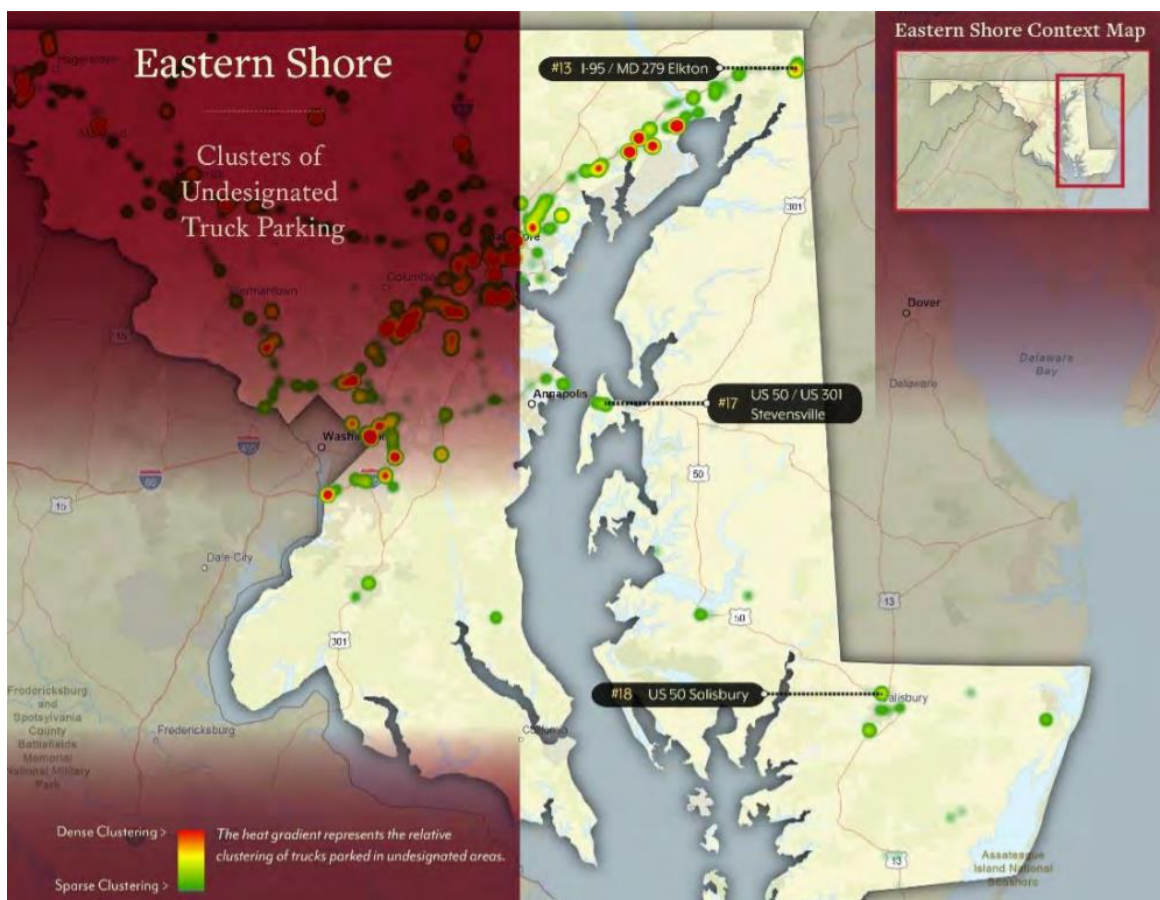 Eastern Shore
Clusters of
Undesignated
Truck Parking
Eastern Shore Context Map
#13 I-95 / MD 279 Elkton
301
Columbia
Germantown
15
Dover
Delaware
Bay
Delaware
Annapolis
#17 US 50 / US 301
Stevensville
495
66
15
50
Dale City
13
50
301
#18 US 50 Salisbury
Salisbury
Fredericksburg
and
Spotsylvania
County
Battlefields
Memorial
National Military
Park
Fredericksburg
California
Dense Clustering >
The heat gradient represents the relative
clustering of trucks parked in undesignated areas.
Sparse Clustering >
13
Assateague
Island National
Seashore